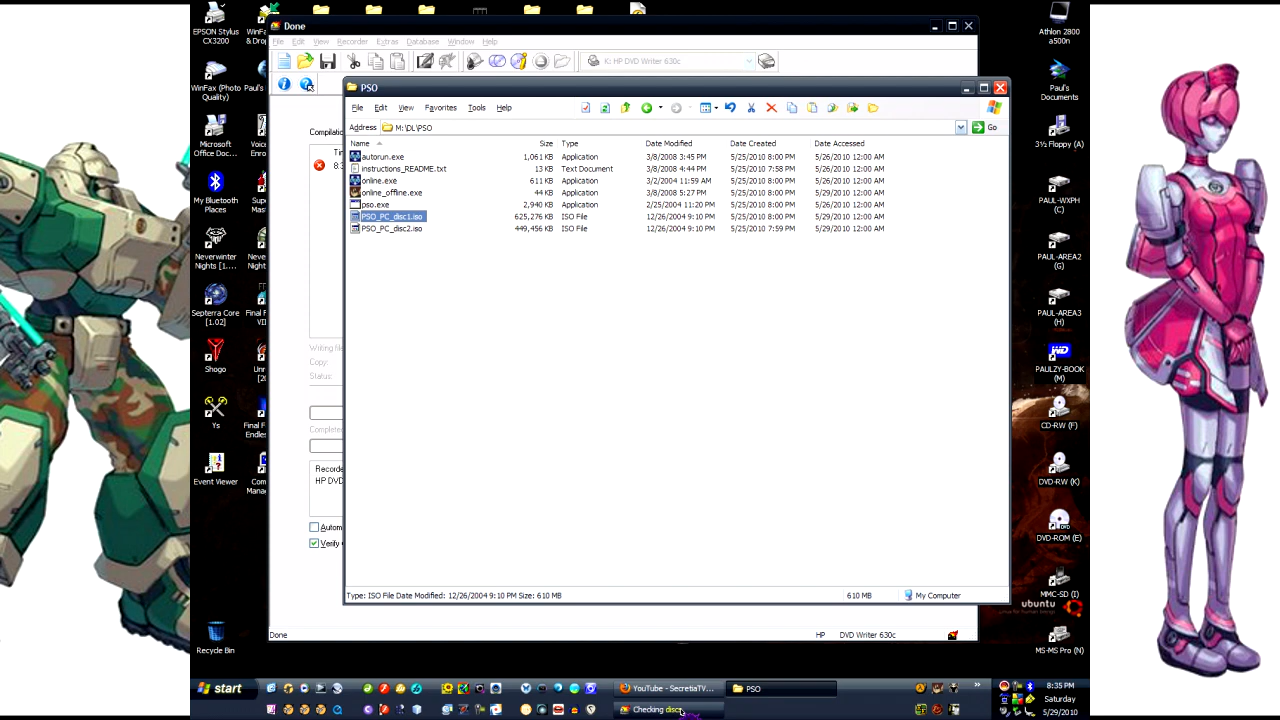 Done
File Edit View Recorder Extras Database Window Help
K: HP DVD Writer 630c
PSO
File Edit View Favorites Tools Help
Address M:\DL\PSO Go
Name Size Type Date Modified Date Created Date Accessed
autorun.exe 1,061 KB Application 3/8/2008 3:45 PM 5/25/2010 8:00 PM 5/26/2010 12:00 AM
instructions_README.txt 13 KB Text Document 3/8/2008 4:44 PM 5/25/2010 7:58 PM 5/26/2010 12:00 AM
online.exe 611 KB Application 3/2/2004 11:59 AM 5/25/2010 8:00 PM 5/26/2010 12:00 AM
online_offline.exe 44 KB Application 3/8/2008 5:27 PM 5/25/2010 8:00 PM 5/26/2010 12:00 AM
pso.exe 2,940 KB Application 2/25/2004 11:20 PM 5/25/2010 8:00 PM 5/26/2010 12:00 AM
PSO_PC_disc1.iso 625,276 KB ISO File 12/26/2004 9:10 PM 5/25/2010 8:00 PM 5/29/2010 12:00 AM
PSO_PC_disc2.iso 449,456 KB ISO File 12/26/2004 9:10 PM 5/25/2010 7:59 PM 5/29/2010 12:00 AM
Type: ISO File Date Modified: 12/26/2004 9:10 PM Size: 610 MB 610 MB My Computer
Compilation
Writing
Copy:
Status:
Completed
HP DVD
Verify
Done HP DVD Writer 630c
EPSON Stylus CX3200
WinFax (Photo Quality)
Microsoft Office Doc...
My Bluetooth Places
Neverwinter Nights [1....
Septerra Core [1.02]
Shogo
Ys
Event Viewer
Recycle Bin
Athlon 2800 a500n
Paul's Documents
3½ Floppy (A)
PAUL-WXPH (C)
PAUL-AREA2 (G)
PAUL-AREA3 (H)
WD
PAULZY-BOOK (M)
CD-RW (F)
DVD-RW (K)
DVD-ROM (E)
MMC-SD (I)
ubuntu
MS-MS Pro (N)
start
YouTube - SecretiaTV...
PSO
Checking disc
8:35 PM
Saturday
5/29/2010